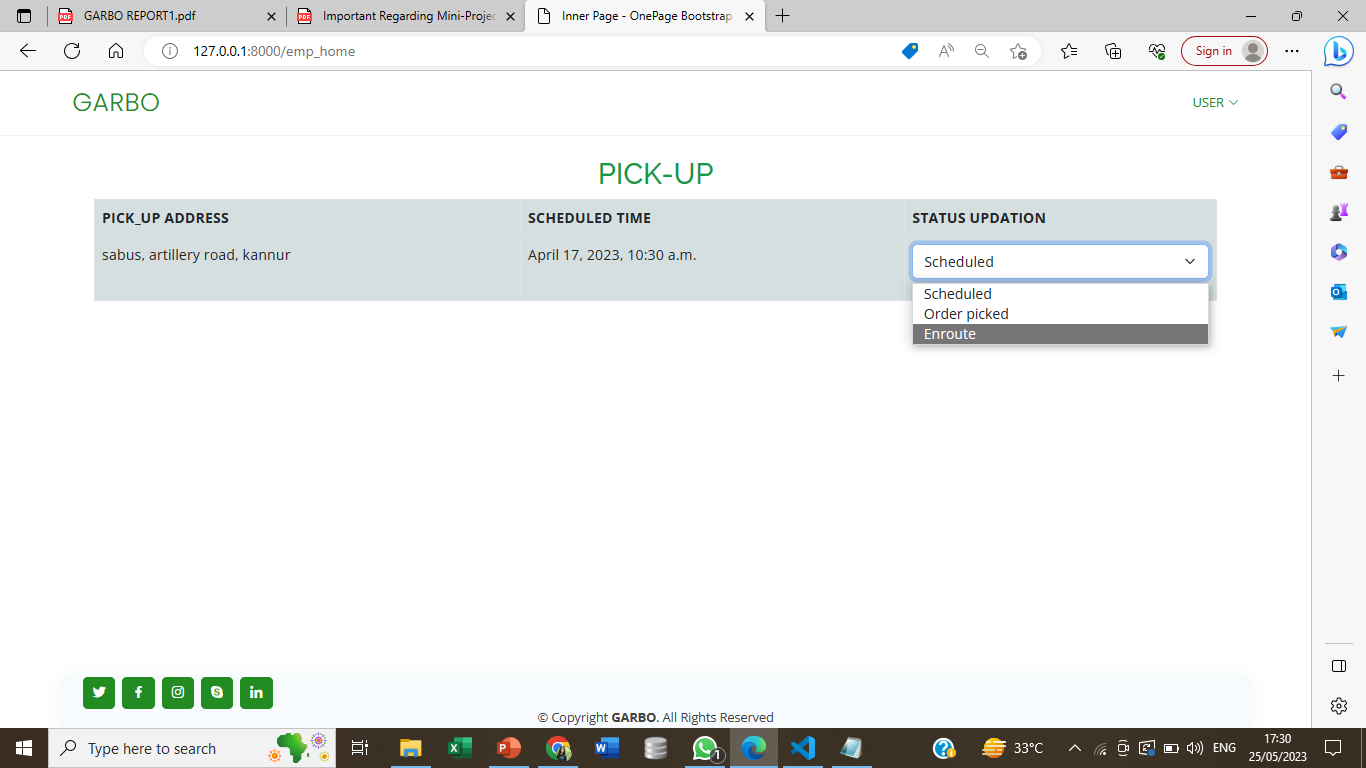 GARBO REPORT1.pdf
Important Regarding Mini-Projec
Inner Page - OnePage Bootstrap
127.0.0.1:8000/emp_home
Sign in
GARBO
USER
PICK-UP
PICK_UP ADDRESS SCHEDULED TIME STATUS UPDATION
sabus, artillery road, kannur April 17, 2023, 10:30 a.m. Scheduled
Scheduled
Order picked
Enroute
© Copyright GARBO. All Rights Reserved
Type here to search
1
33°C
ENG
17:30
25/05/2023